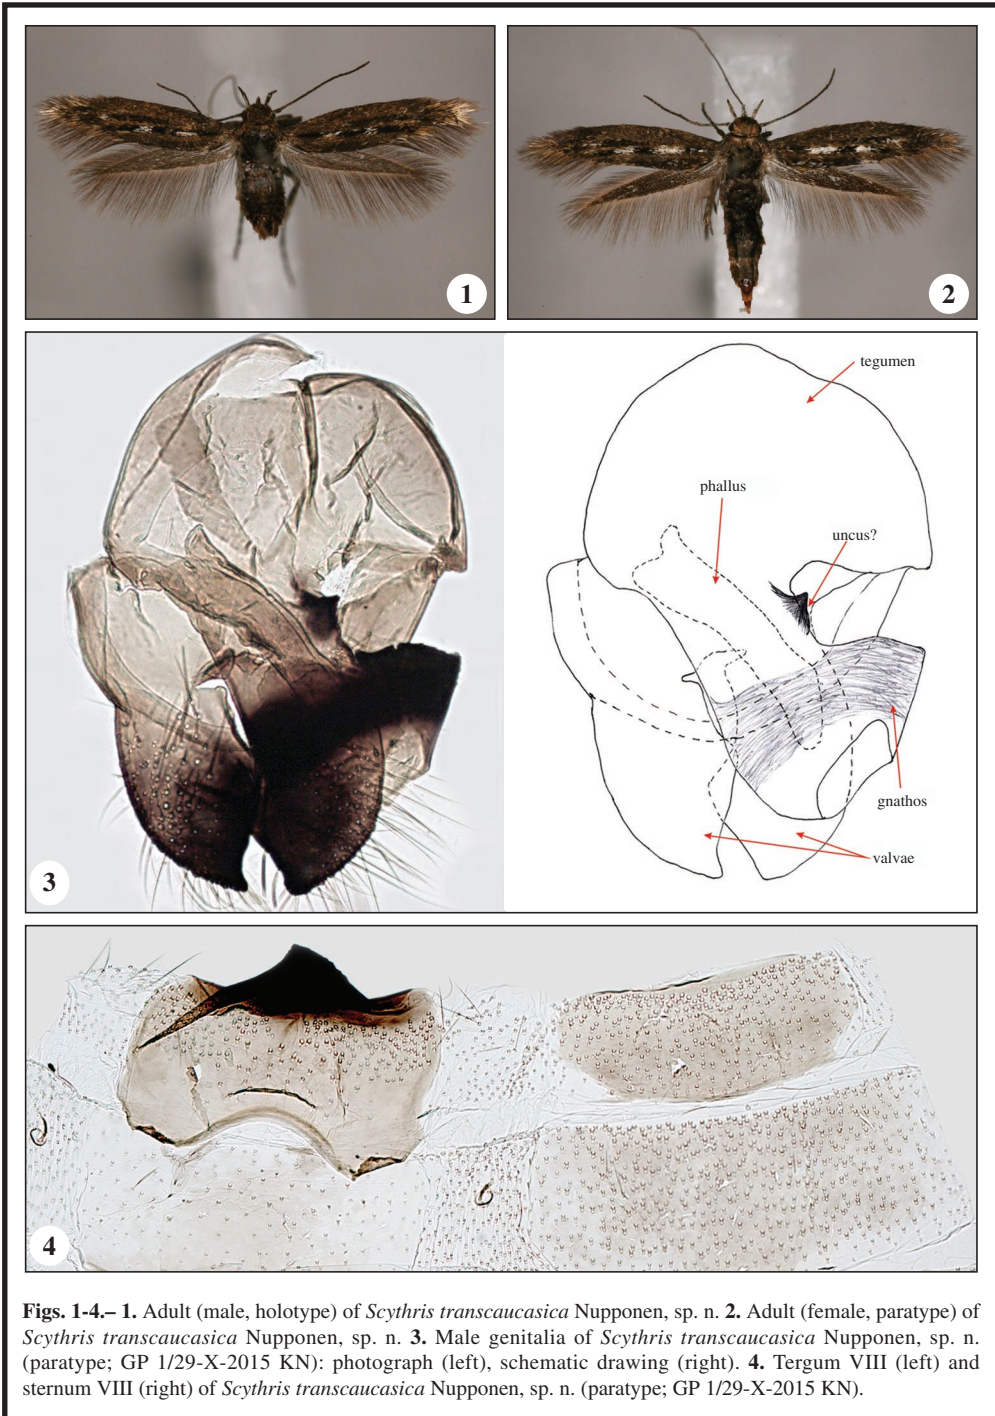 1
2
tegumen
phallus
uncus?
gnathos
valvae
3
4
Figs. 1-4.– 1. Adult (male, holotype) of Scythris transcaucasica Nupponen, sp. n. 2. Adult (female, paratype) of
Scythris transcaucasica Nupponen, sp. n. 3. Male genitalia of Scythris transcaucasica Nupponen, sp. n.
(paratype; GP 1/29-X-2015 KN): photograph (left), schematic drawing (right). 4. Tergum VIII (left) and
sternum VIII (right) of Scythris transcaucasica Nupponen, sp. n. (paratype; GP 1/29-X-2015 KN).